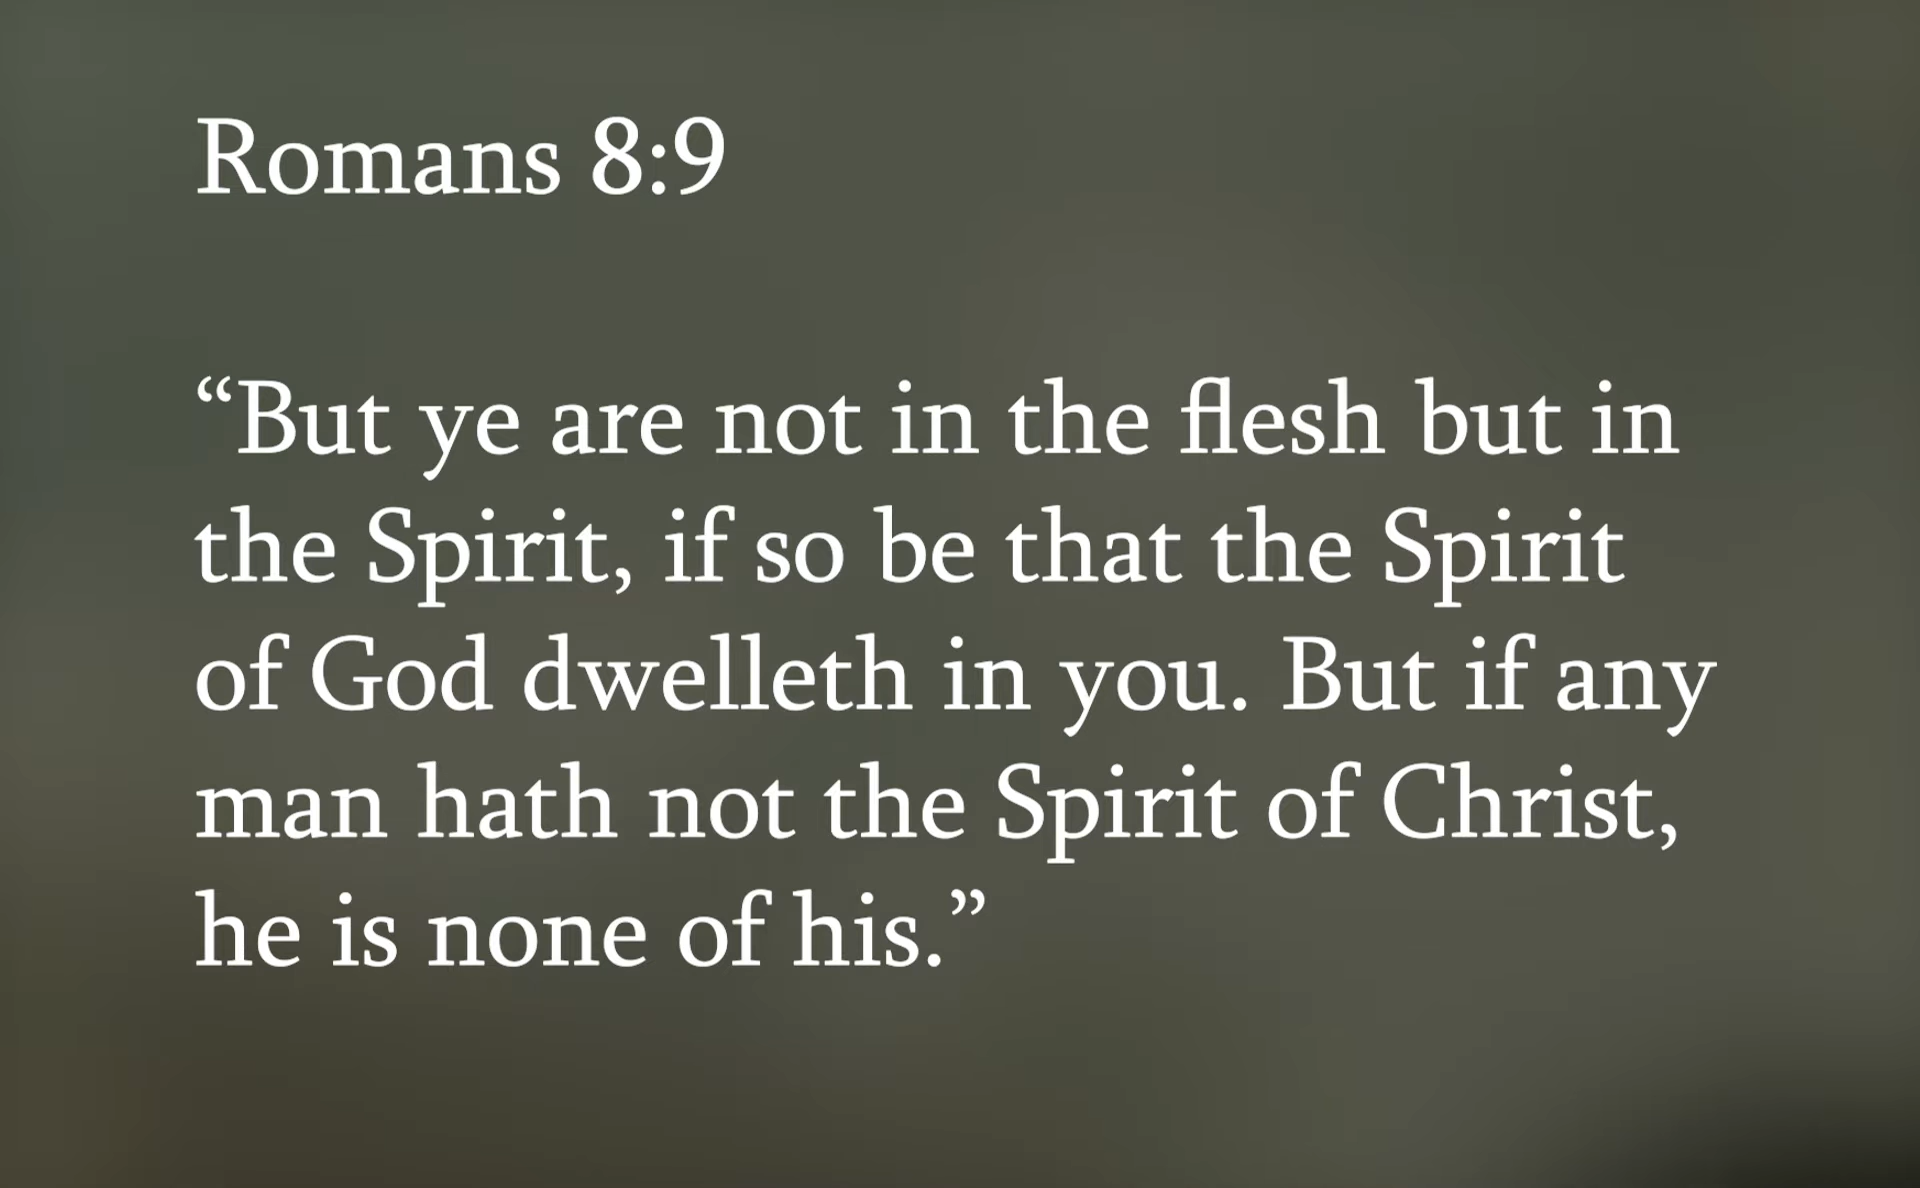 Romans 8:9
“But ye are not in the flesh but in
the Spirit, if so be that the Spirit
of God dwelleth in you. But if any
man hath not the Spirit of Christ,
he is none of his.”